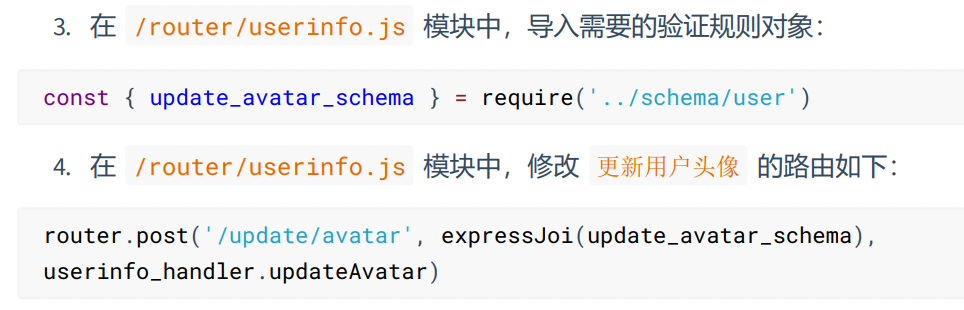 3. 在 /router/userinfo.js 模块中，导入需要的验证规则对象：
const { update_avatar_schema } = require('../schema/user')
4. 在 /router/userinfo.js 模块中，修改 更新用户头像 的路由如下：
router.post('/update/avatar', expressJoi(update_avatar_schema),
userinfo_handler.updateAvatar)